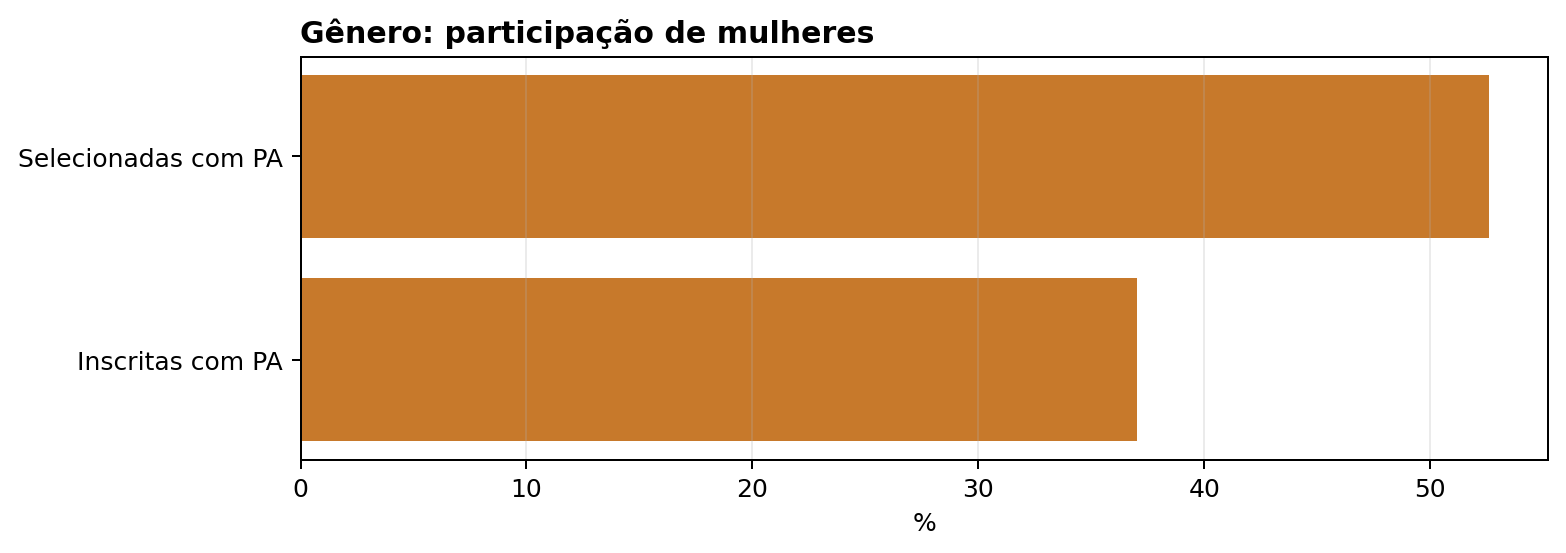 Gênero: participação de mulheres
Selecionadas com PA
Inscritas com PA
0 10 20 30 40 50
%